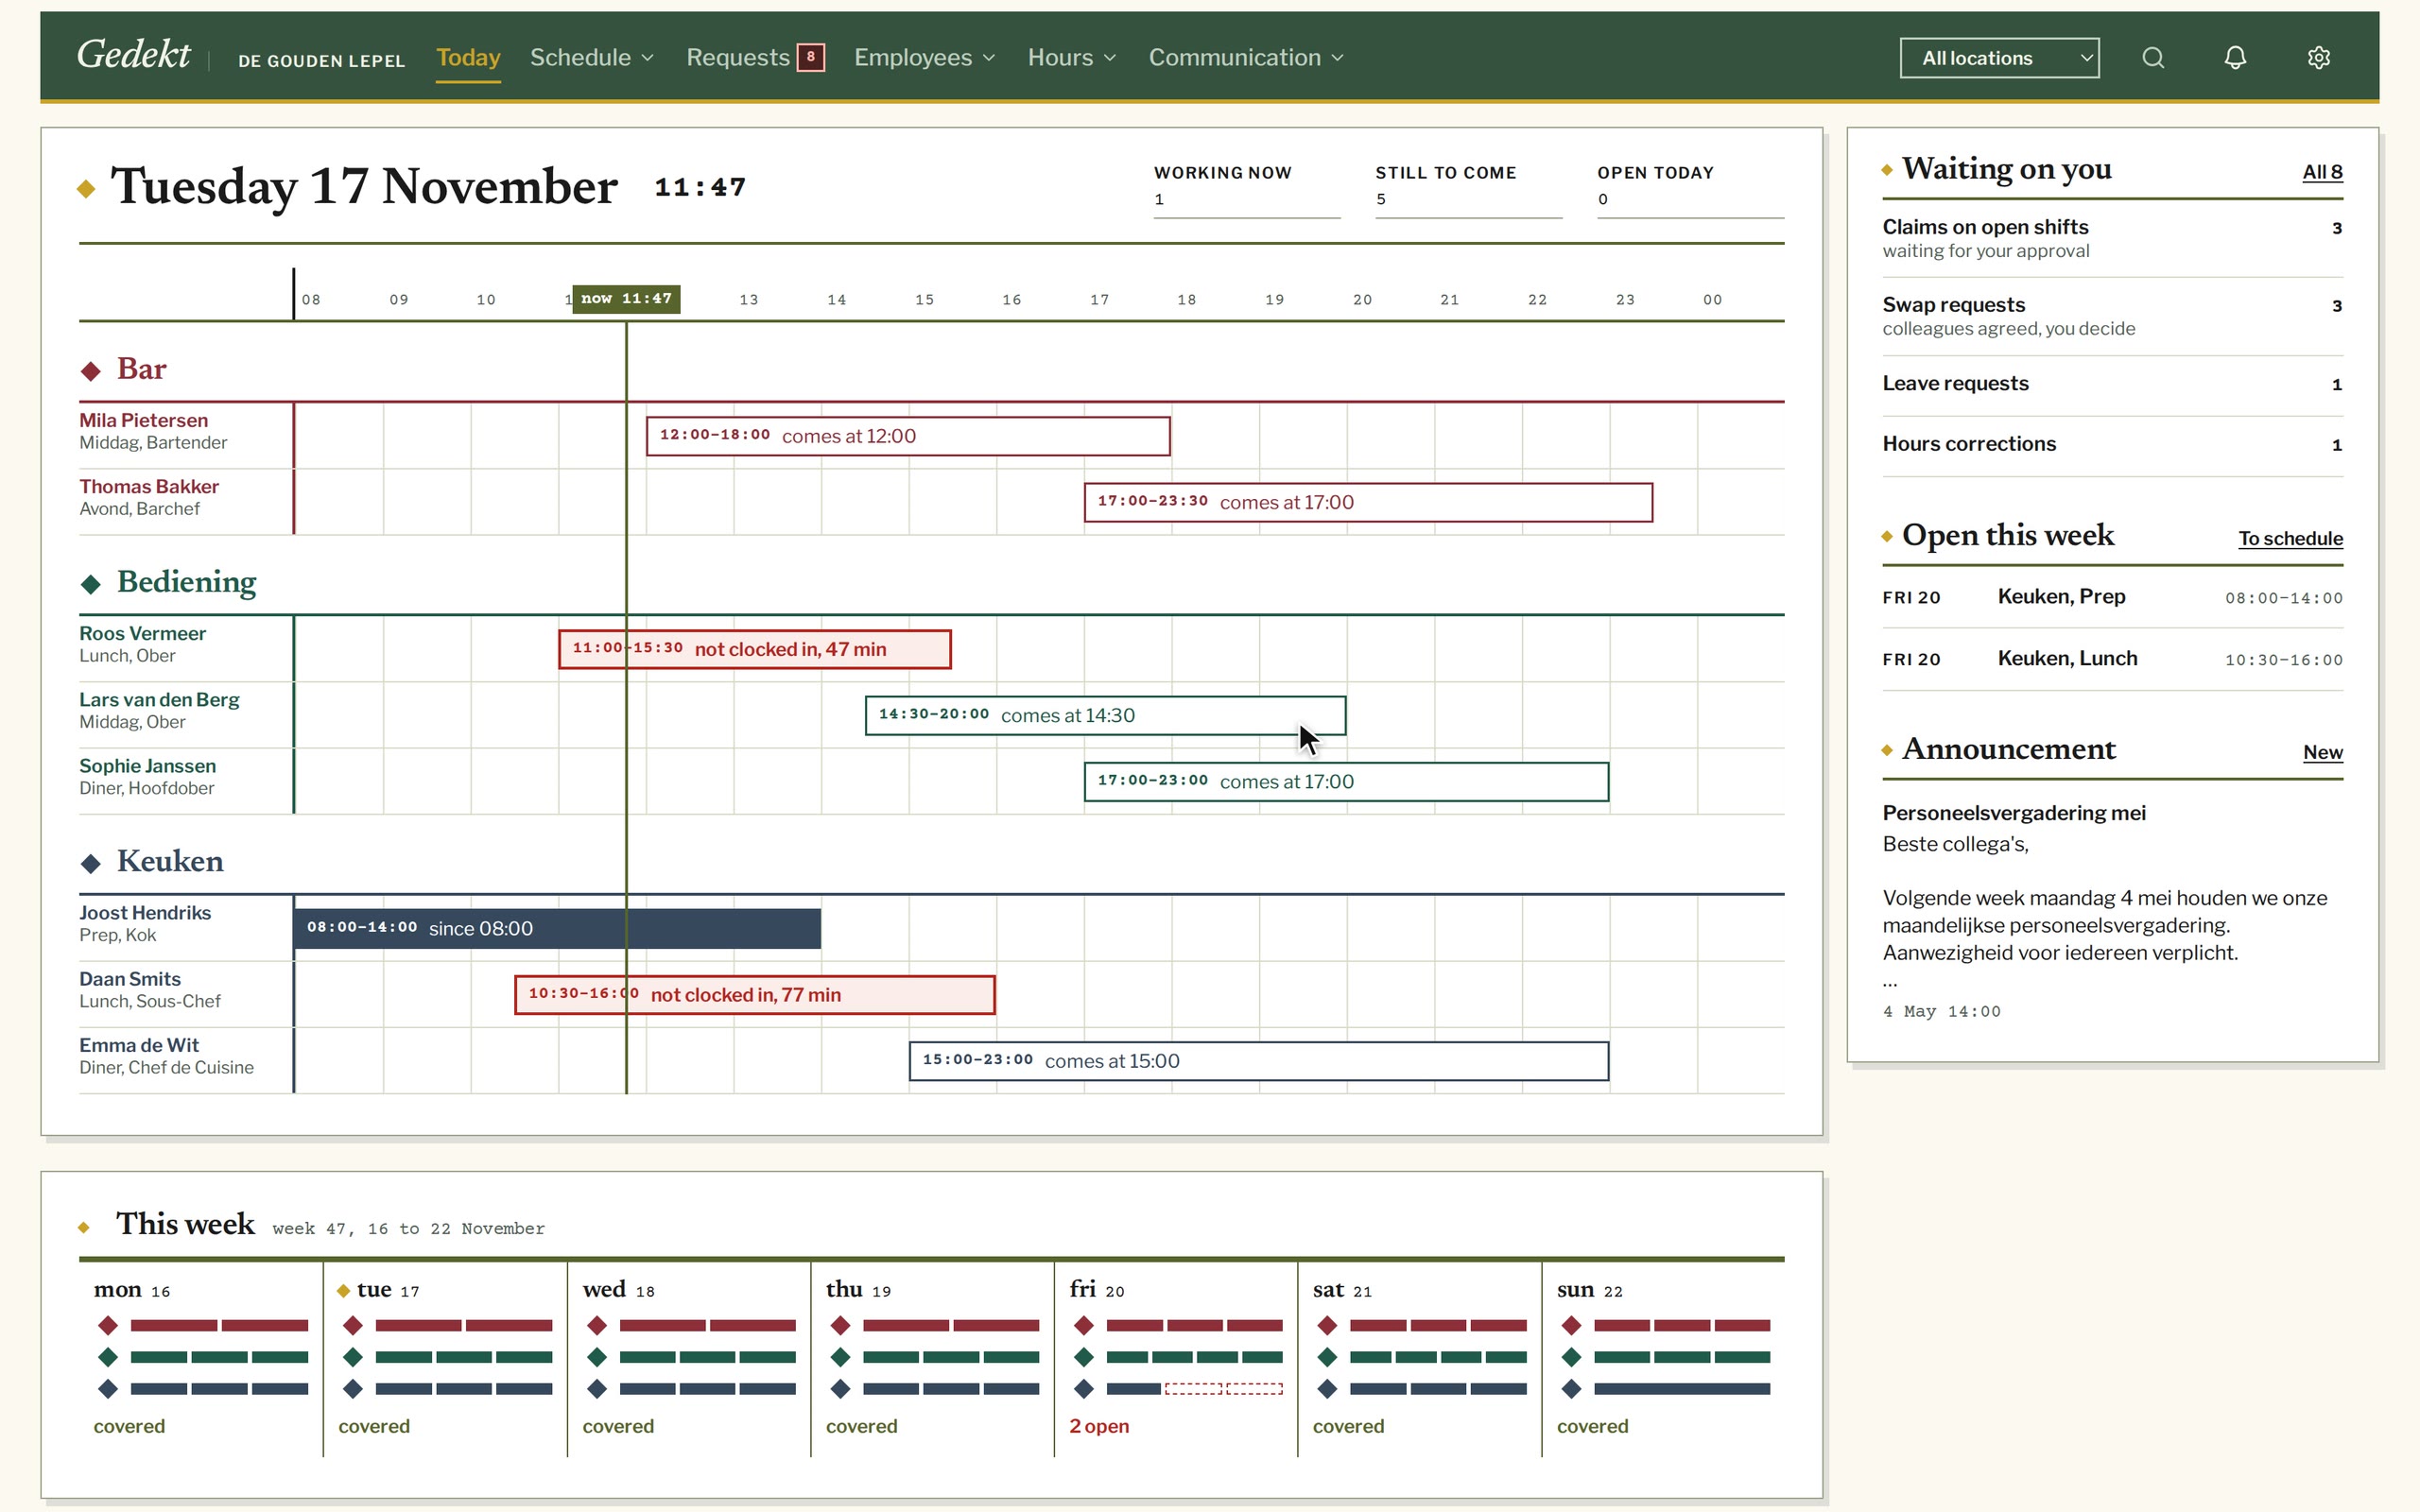 Gedekt DE GOUDEN LEPEL Today Schedule Requests 8 Employees Hours Communication All locations
Tuesday 17 November 11:47
WORKING NOW
1
STILL TO COME
5
OPEN TODAY
0
08 09 10 1 now 11:47 13 14 15 16 17 18 19 20 21 22 23 00
Bar
Mila Pietersen
Middag, Bartender
12:00–18:00 comes at 12:00
Thomas Bakker
Avond, Barchef
17:00–23:30 comes at 17:00
Bediening
Roos Vermeer
Lunch, Ober
11:00–15:30 not clocked in, 47 min
Lars van den Berg
Middag, Ober
14:30–20:00 comes at 14:30
Sophie Janssen
Diner, Hoofdober
17:00–23:00 comes at 17:00
Keuken
Joost Hendriks
Prep, Kok
08:00–14:00 since 08:00
Daan Smits
Lunch, Sous-Chef
10:30–16:00 not clocked in, 77 min
Emma de Wit
Diner, Chef de Cuisine
15:00–23:00 comes at 15:00
Waiting on you All 8
Claims on open shifts 3
waiting for your approval
Swap requests 3
colleagues agreed, you decide
Leave requests 1
Hours corrections 1
Open this week To schedule
FRI 20 Keuken, Prep 08:00–14:00
FRI 20 Keuken, Lunch 10:30–16:00
Announcement New
Personeelsvergadering mei
Beste collega's,
Volgende week maandag 4 mei houden we onze
maandelijkse personeelsvergadering.
Aanwezigheid voor iedereen verplicht.
...
4 May 14:00
This week week 47, 16 to 22 November
mon 16
covered
tue 17
covered
wed 18
covered
thu 19
covered
fri 20
2 open
sat 21
covered
sun 22
covered